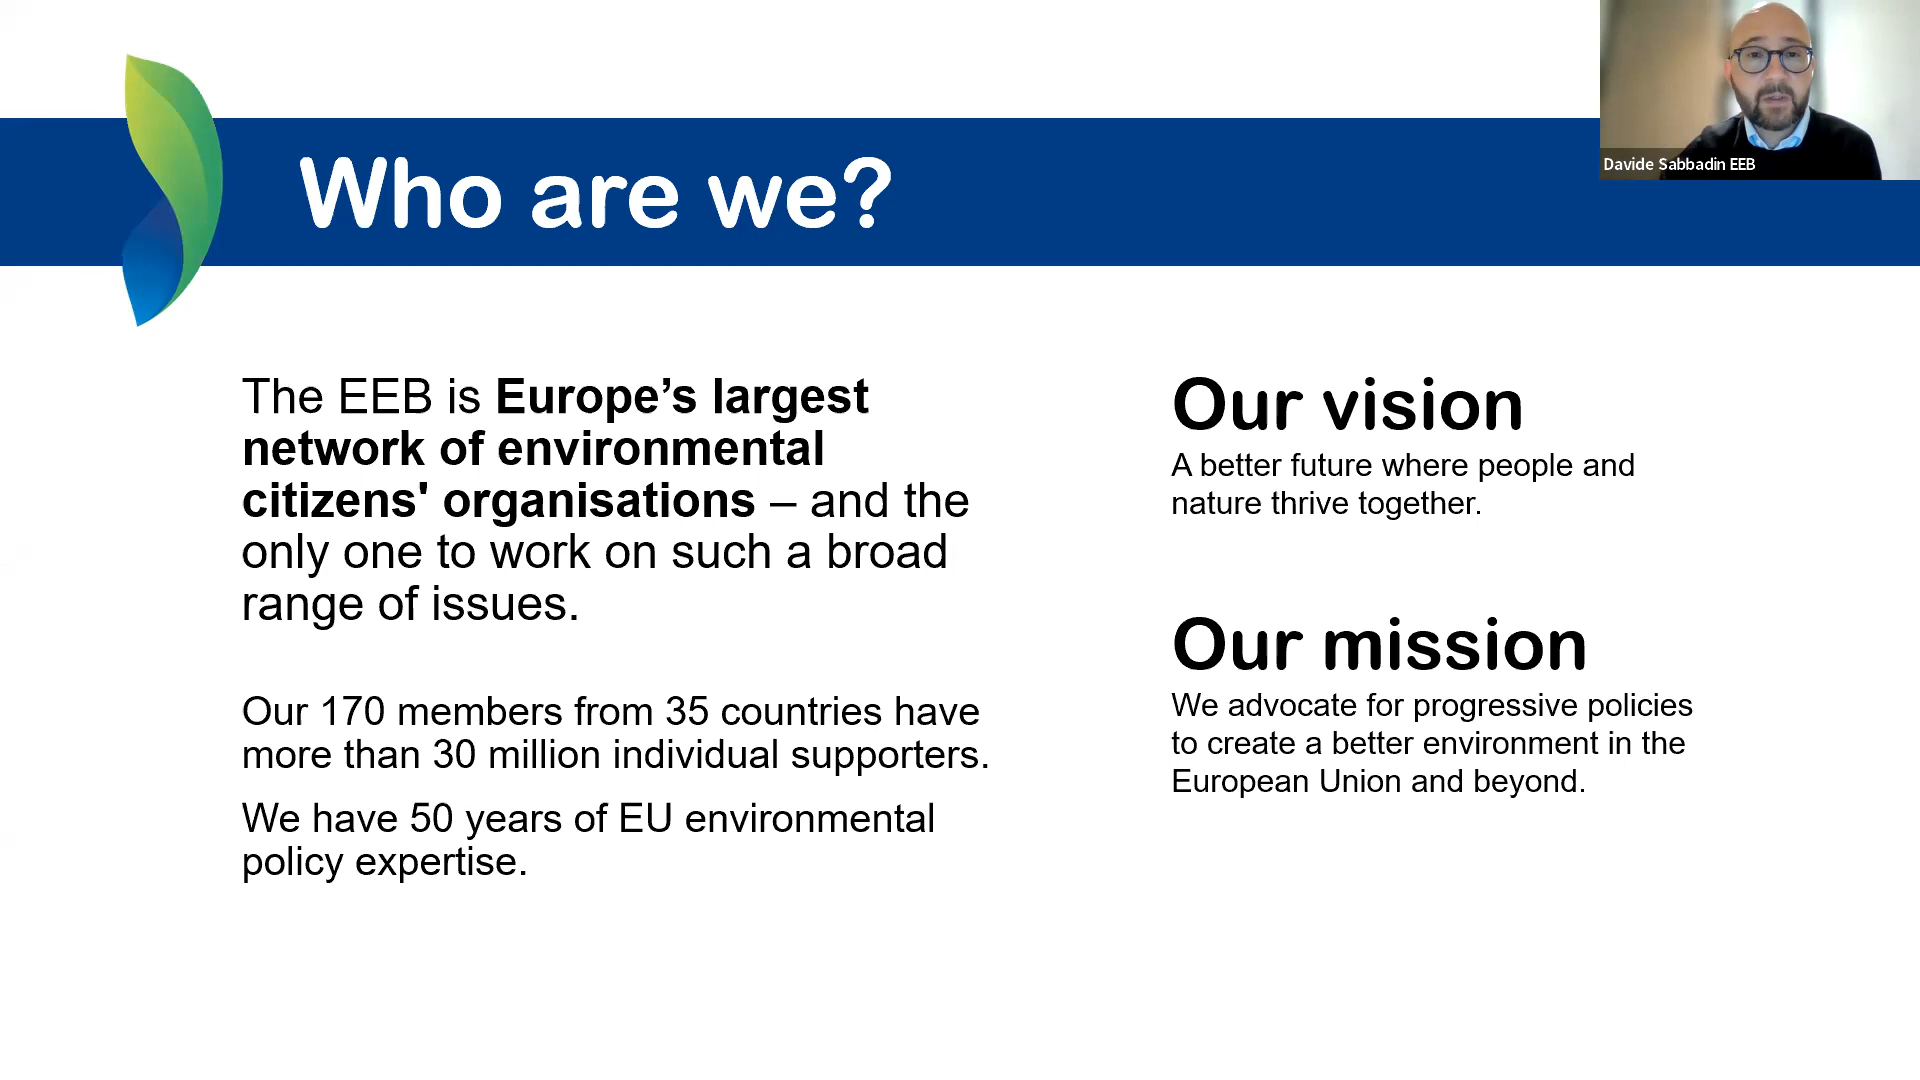 Who are we?
Davide Sabbadin EEB
The EEB is Europe’s largest
network of environmental
citizens' organisations – and the
only one to work on such a broad
range of issues.
Our 170 members from 35 countries have
more than 30 million individual supporters.
We have 50 years of EU environmental
policy expertise.
Our vision
A better future where people and
nature thrive together.
Our mission
We advocate for progressive policies
to create a better environment in the
European Union and beyond.